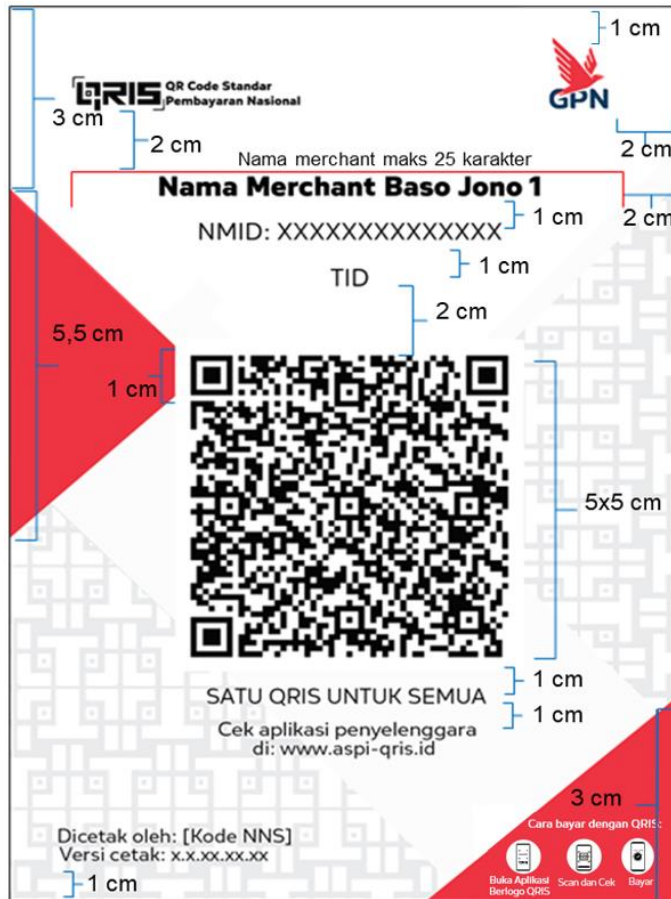 1 cm
QRIS
QR Code Standar
Pembayaran Nasional
GPN
3 cm
2 cm
2 cm
Nama merchant maks 25 karakter
Nama Merchant Baso Jono 1
1 cm
2 cm
NMID: XXXXXXXXXXXXXX
1 cm
TID
2 cm
5,5 cm
1 cm
5x5 cm
1 cm
SATU QRIS UNTUK SEMUA
1 cm
Cek aplikasi penyelenggara
di: www.aspi-qris.id
3 cm
Cara bayar dengan QRIS:
Dicetak oleh: [Kode NNS]
Versi cetak: x.x.xx.xx.xx
1 cm
Buka Aplikasi
Berlogo QRIS
Scan dan Cek
Bayar